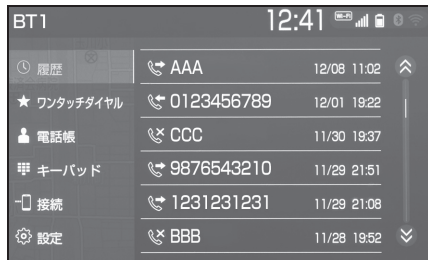 BT1 12:41 Wi-Fi
履歴
ワンタッチダイヤル
電話帳
キーパッド
接続
設定
AAA 12/08 11:02
0123456789 12/01 19:22
CCC 11/30 19:37
9876543210 11/29 21:51
1231231231 11/29 21:08
BBB 11/28 19:52